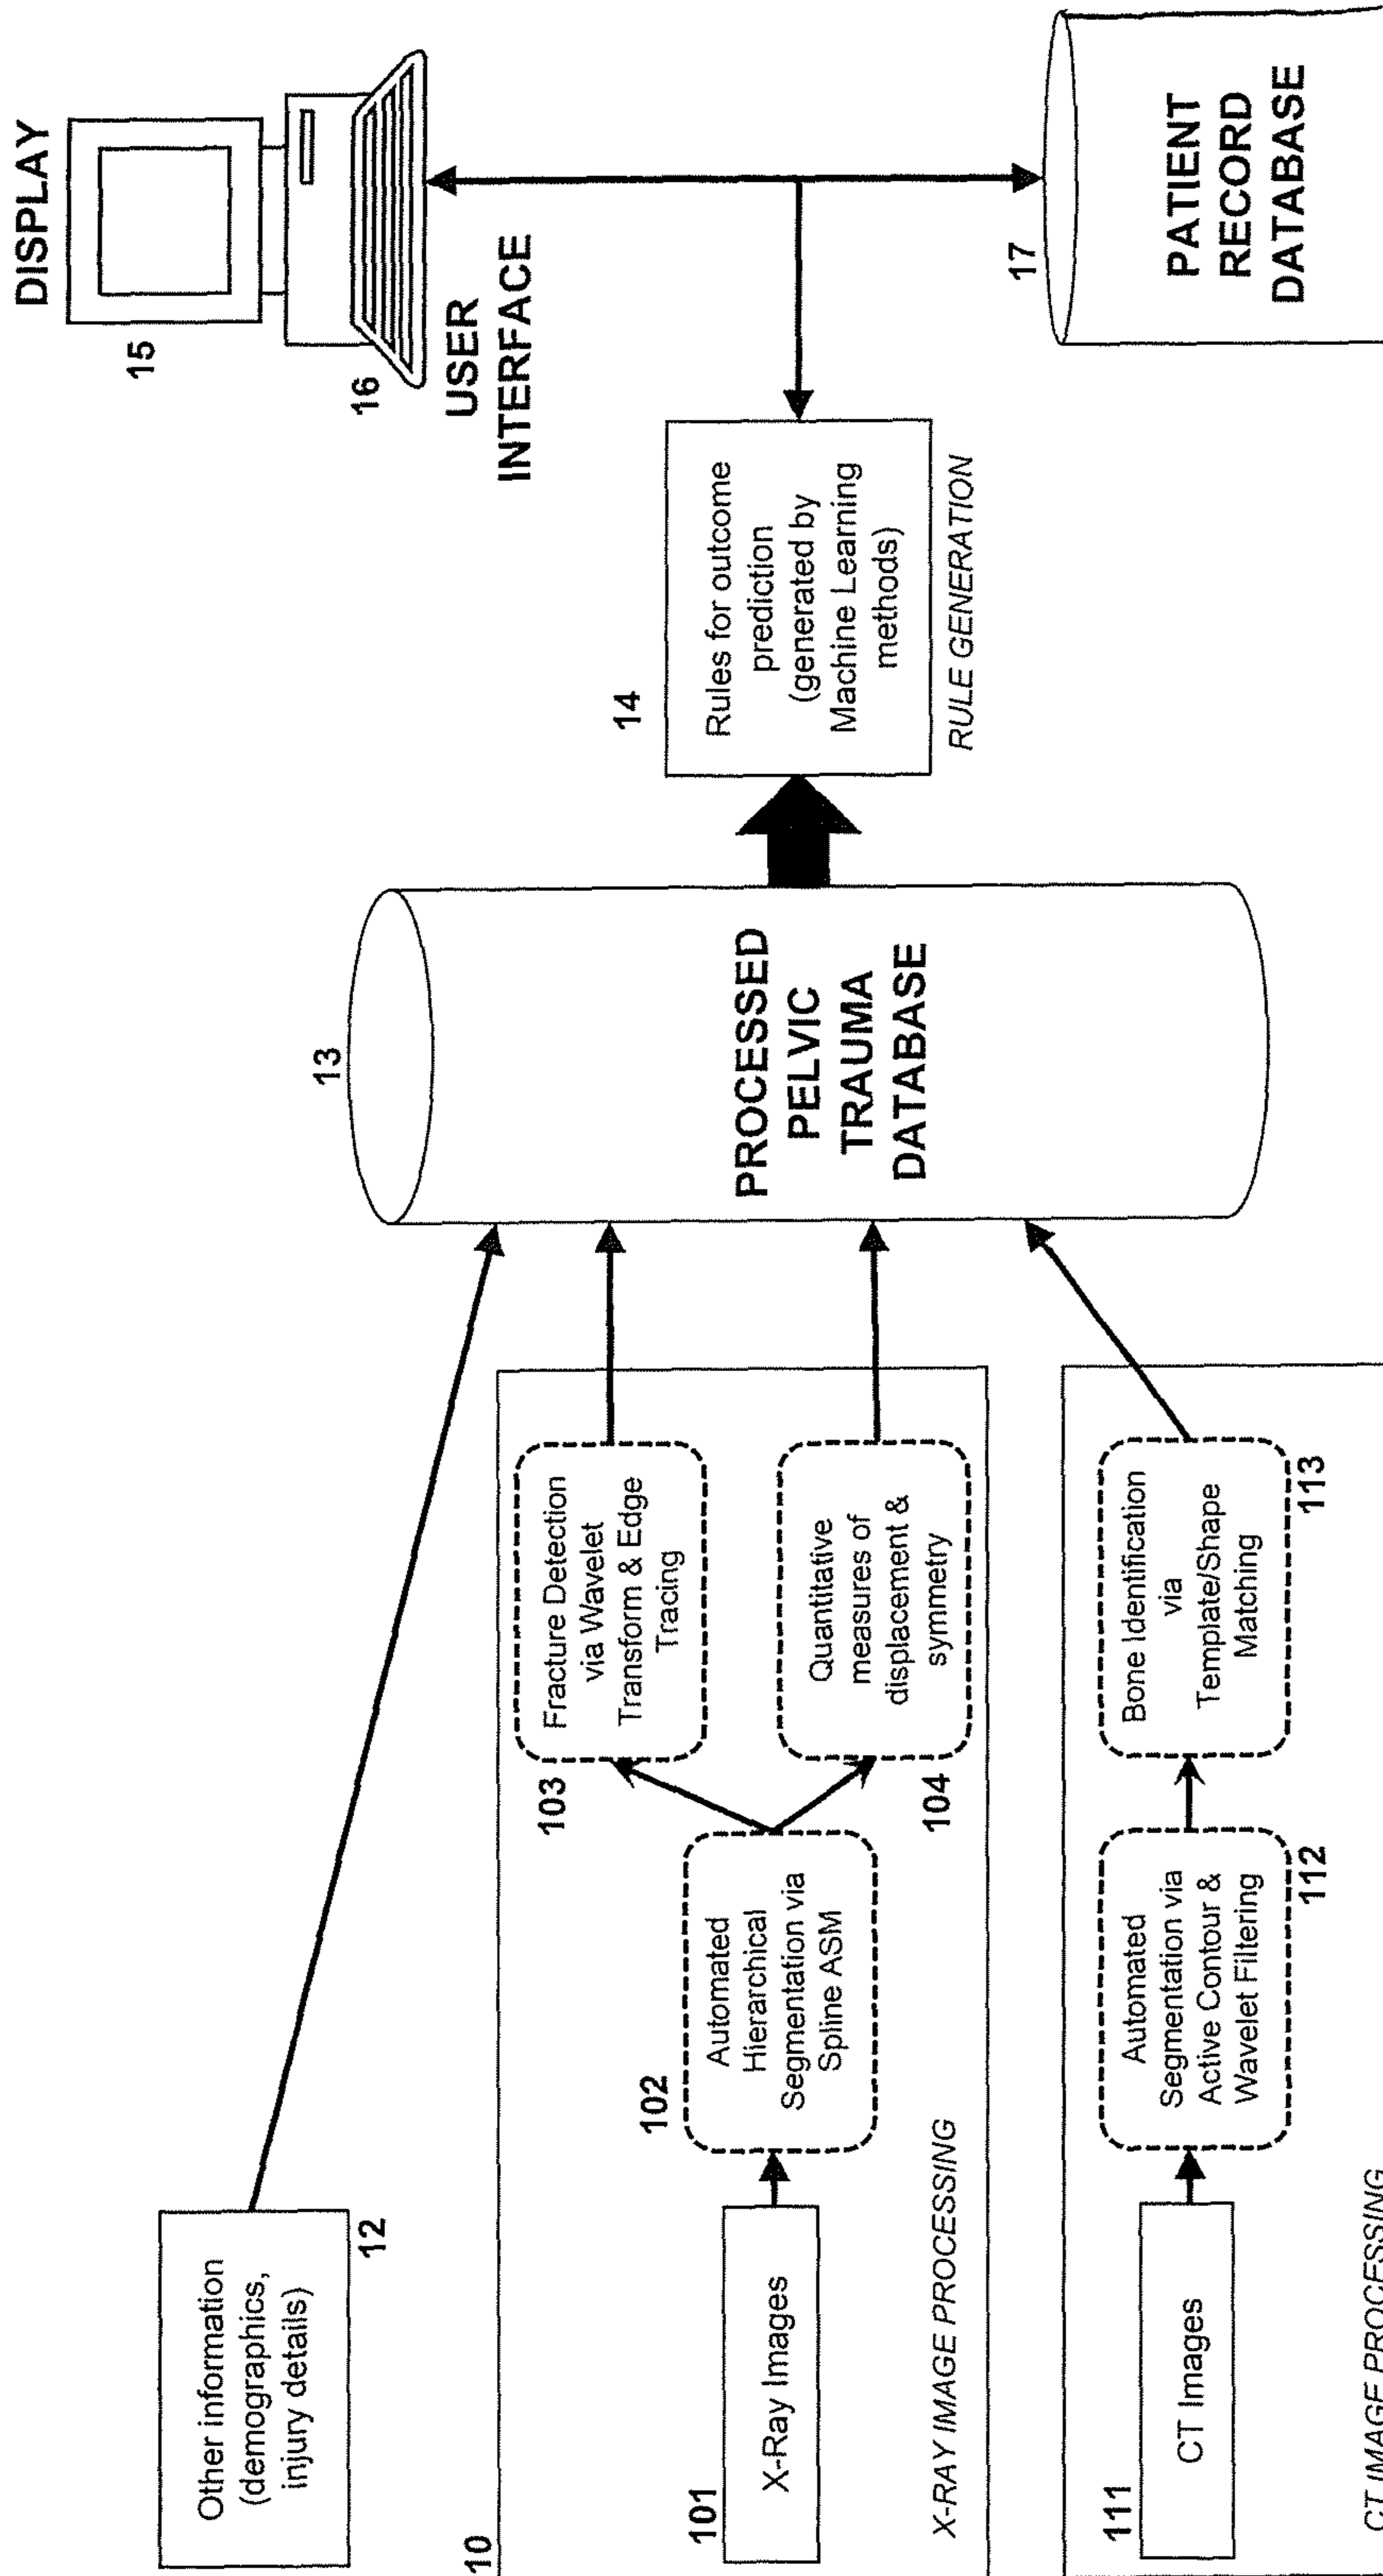 Other information
(demographics,
injury details)
12
10
101
X-Ray Images
102
Automated
Hierarchical
Segmentation via
Spline ASM
103
Fracture Detection
via Wavelet
Transform & Edge
Tracing
Quantitative
measures of
displacement &
symmetry
104
X-RAY IMAGE PROCESSING
111
CT Images
Automated
Segmentation via
Active Contour &
Wavelet Filtering
112
Bone Identification
via
Template/Shape
Matching
113
CT IMAGE PROCESSING
13
PROCESSED
PELVIC
TRAUMA
DATABASE
14
Rules for outcome
prediction
(generated by
Machine Learning
methods)
RULE GENERATION
DISPLAY
15
16
USER
INTERFACE
17
PATIENT
RECORD
DATABASE